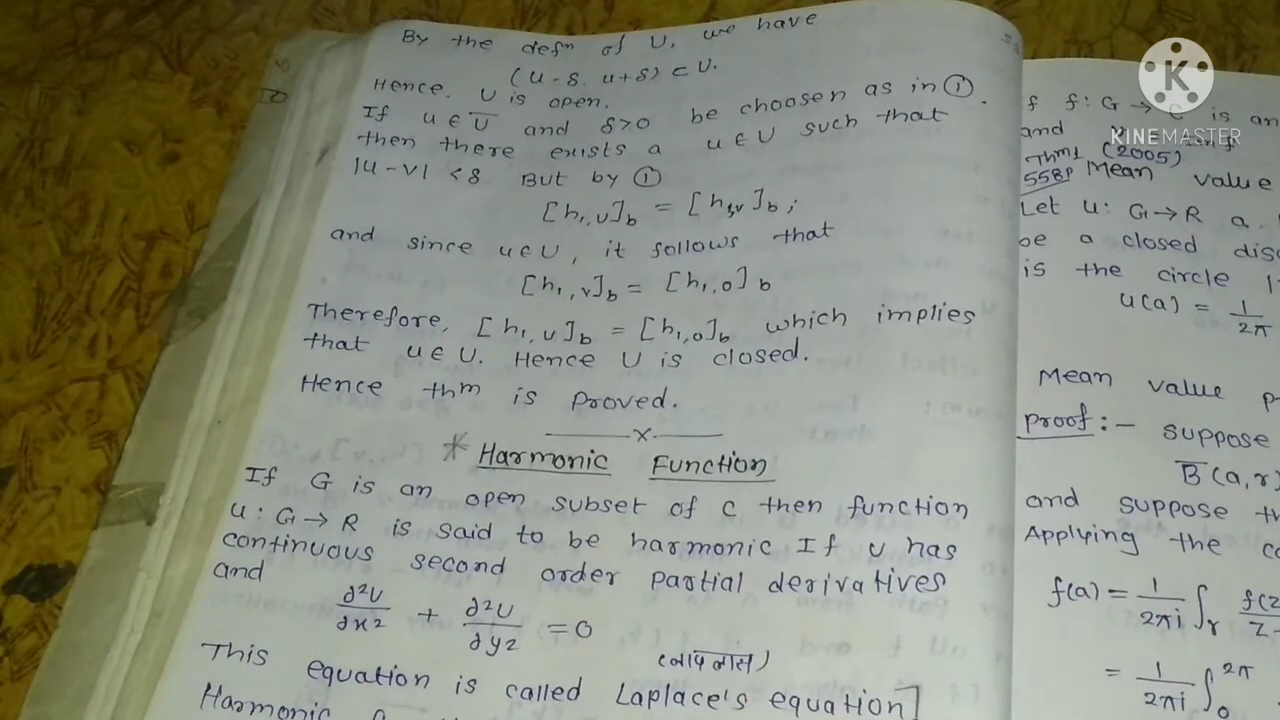 By the defn of U, we have
(u-δ, u+δ) ⊂ U.
Hence. U is open.
If u ∈ U̅ and δ>0 be choosen as in ①.
then there exists a u ∈ U such that
|u-v| < δ But by ①
[h₁,U]b = [h,v]b;
and since u∈U, it follows that
[h₁,v]b = [h₁,0]b
Therefore, [h₁,U]b = [h₁,0]b which implies
that u∈U. Hence U is closed.
Hence thm is proved.
x
* Harmonic Function
If G is an open subset of C then function
u: G→R is said to be harmonic If U has
continuous second order partial derivatives
and
∂²U/∂x² + ∂²U/∂y² = 0
(लाप्लास)
This equation is called Laplace's equation]
Harmonic
f f: G → C is an
and
Thm1 (2005)
558P Mean value
Let u: G→R a
be a closed dis
is the circle
u(a) = 1/2π
Mean value P
Proof:- Suppose
B̅(a,r)
and suppose th
Applying the c
f(a) = 1/2πi ∫γ f(z/z-
= 1/2πi ∫₀^2π
K
KINEMASTER